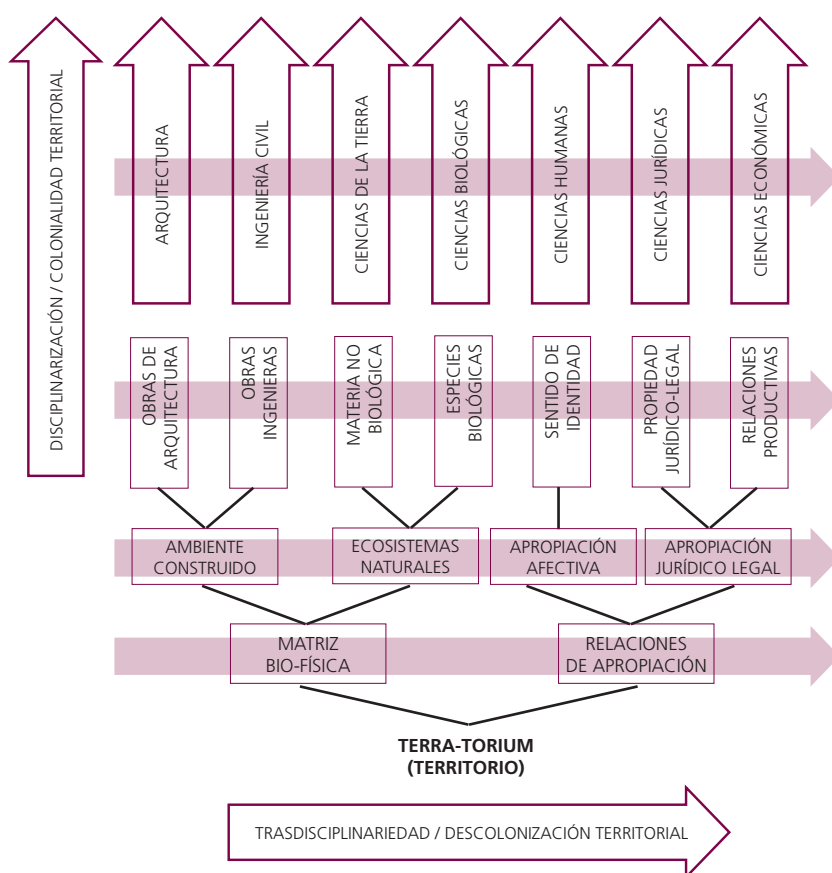 DISCIPLINARIZACIÓN / COLONIALIDAD TERRITORIAL
ARQUITECTURA
INGENIERÍA CIVIL
CIENCIAS DE LA TIERRA
CIENCIAS BIOLÓGICAS
CIENCIAS HUMANAS
CIENCIAS JURÍDICAS
CIENCIAS ECONÓMICAS
OBRAS DE
ARQUITECTURA
OBRAS
INGENIERAS
MATERIA NO
BIOLÓGICA
ESPECIES
BIOLÓGICAS
SENTIDO DE
IDENTIDAD
PROPIEDAD
JURÍDICO-LEGAL
RELACIONES
PRODUCTIVAS
AMBIENTE
CONSTRUIDO
ECOSISTEMAS
NATURALES
APROPIACIÓN
AFECTIVA
APROPIACIÓN
JURÍDICO LEGAL
MATRIZ
BIO-FÍSICA
RELACIONES
DE APROPIACIÓN
TERRA-TORIUM
(TERRITORIO)
TRASDISCIPLINARIEDAD / DESCOLONIZACIÓN TERRITORIAL